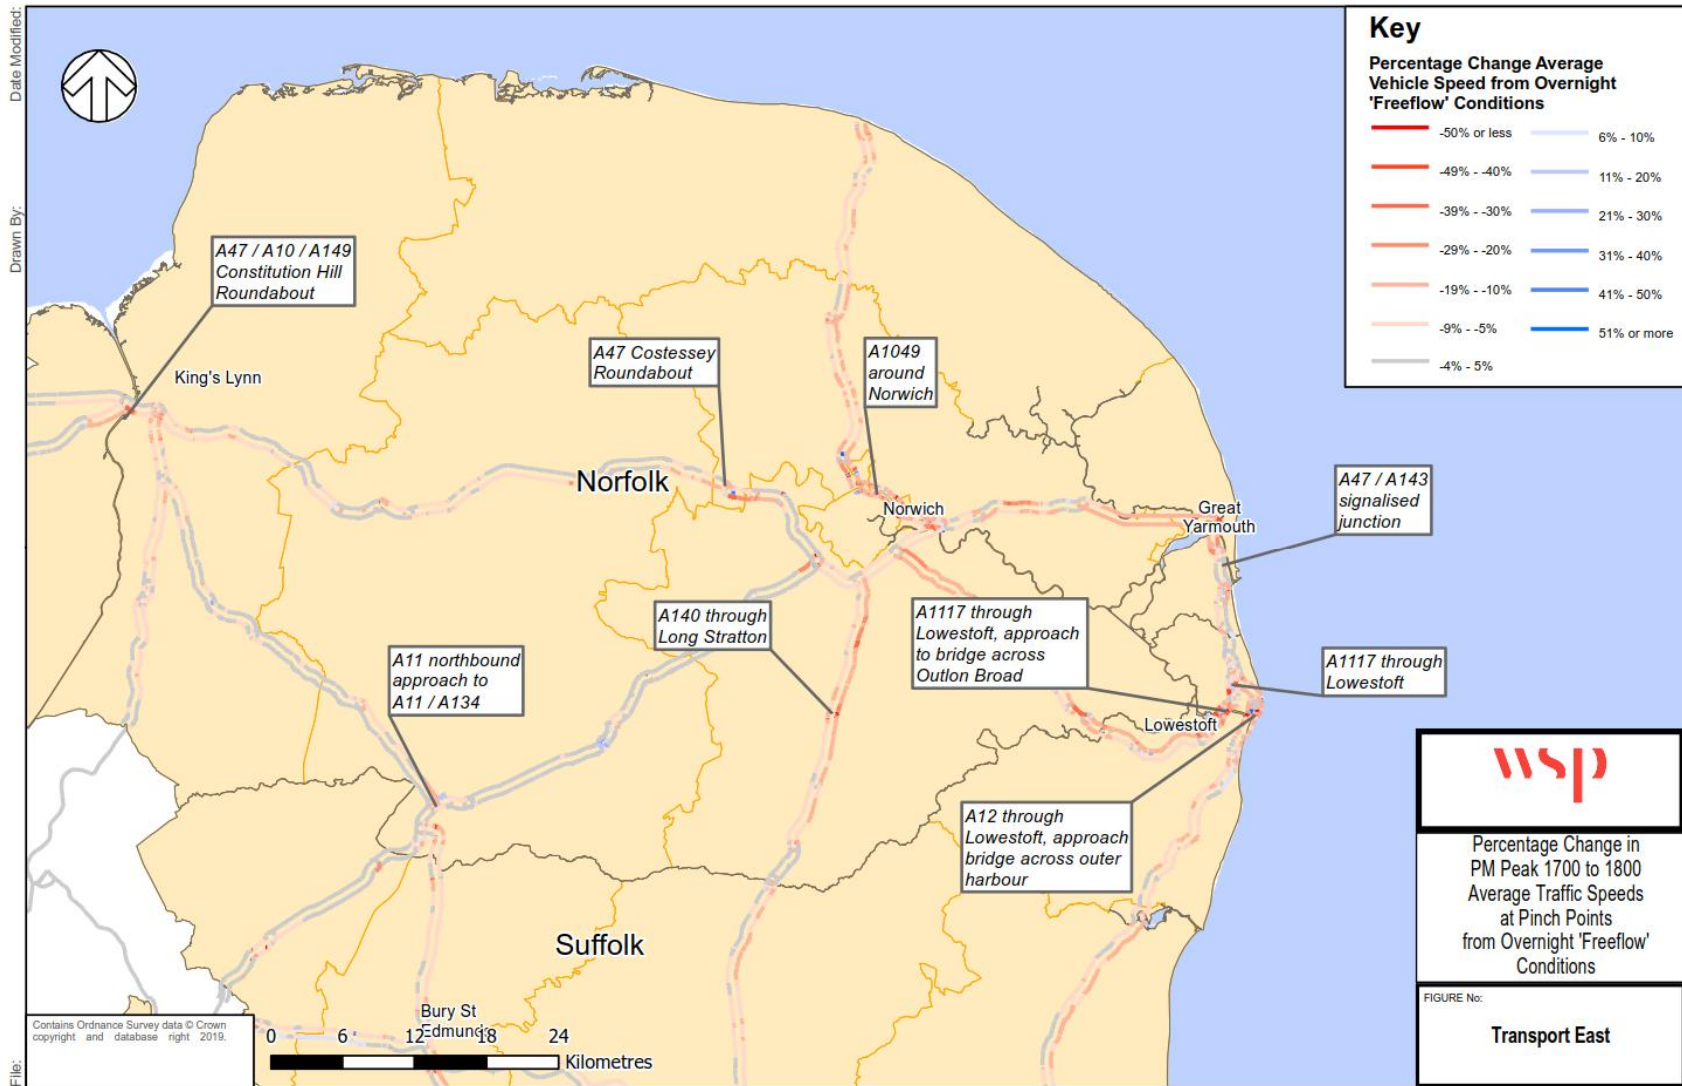 Date Modified:
Drawn By:
File:
Key
Percentage Change Average
Vehicle Speed from Overnight
'Freeflow' Conditions
-50% or less
-49% - -40%
-39% - -30%
-29% - -20%
-19% - -10%
-9% - -5%
-4% - 5%
6% - 10%
11% - 20%
21% - 30%
31% - 40%
41% - 50%
51% or more
A47 / A10 / A149
Constitution Hill
Roundabout
King's Lynn
A47 Costessey
Roundabout
A1049
around
Norwich
Norfolk
Norwich
Great
Yarmouth
A47 / A143
signalised
junction
A140 through
Long Stratton
A1117 through
Lowestoft, approach
to bridge across
Outlon Broad
A11 northbound
approach to
A11 / A134
A1117 through
Lowestoft
Lowestoft
A12 through
Lowestoft, approach
bridge across outer
harbour
Suffolk
Bury St
Edmunds
0 6 12 18 24
Kilometres
Contains Ordnance Survey data © Crown
copyright and database right 2019.
wsp
Percentage Change in
PM Peak 1700 to 1800
Average Traffic Speeds
at Pinch Points
from Overnight 'Freeflow'
Conditions
FIGURE No:
Transport East